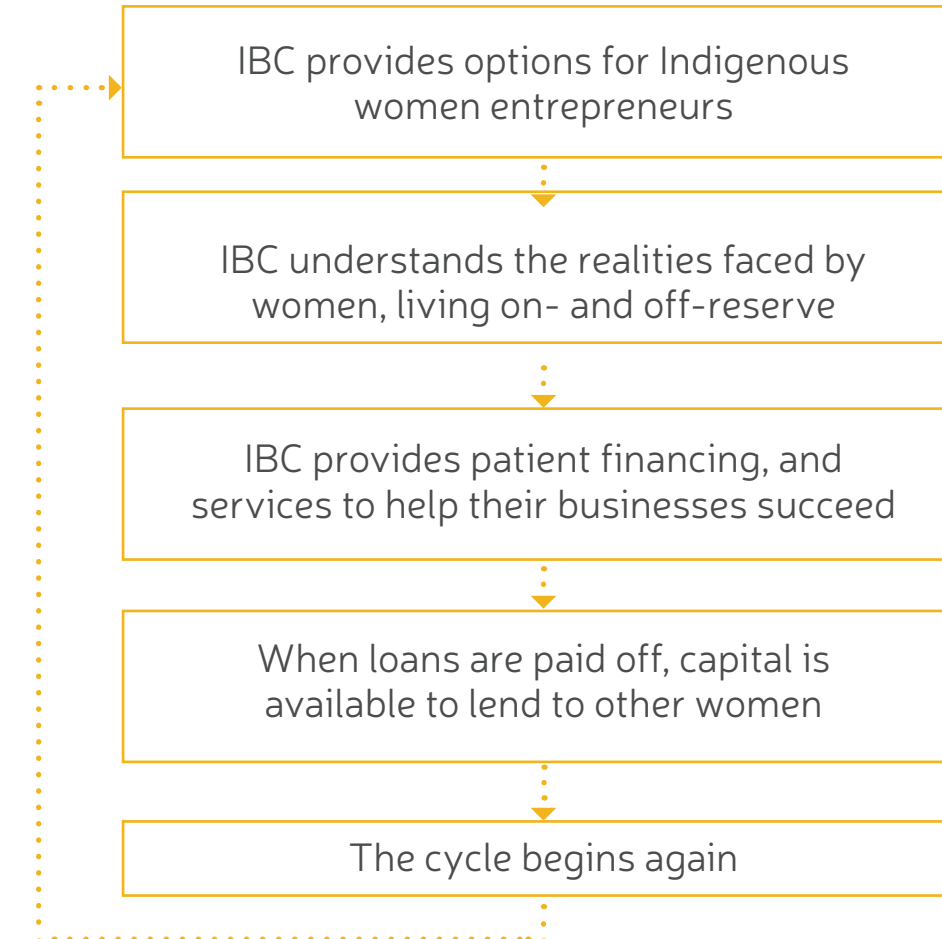 IBC provides options for Indigenous
women entrepreneurs
IBC understands the realities faced by
women, living on- and off-reserve
IBC provides patient financing, and
services to help their businesses succeed
When loans are paid off, capital is
available to lend to other women
The cycle begins again